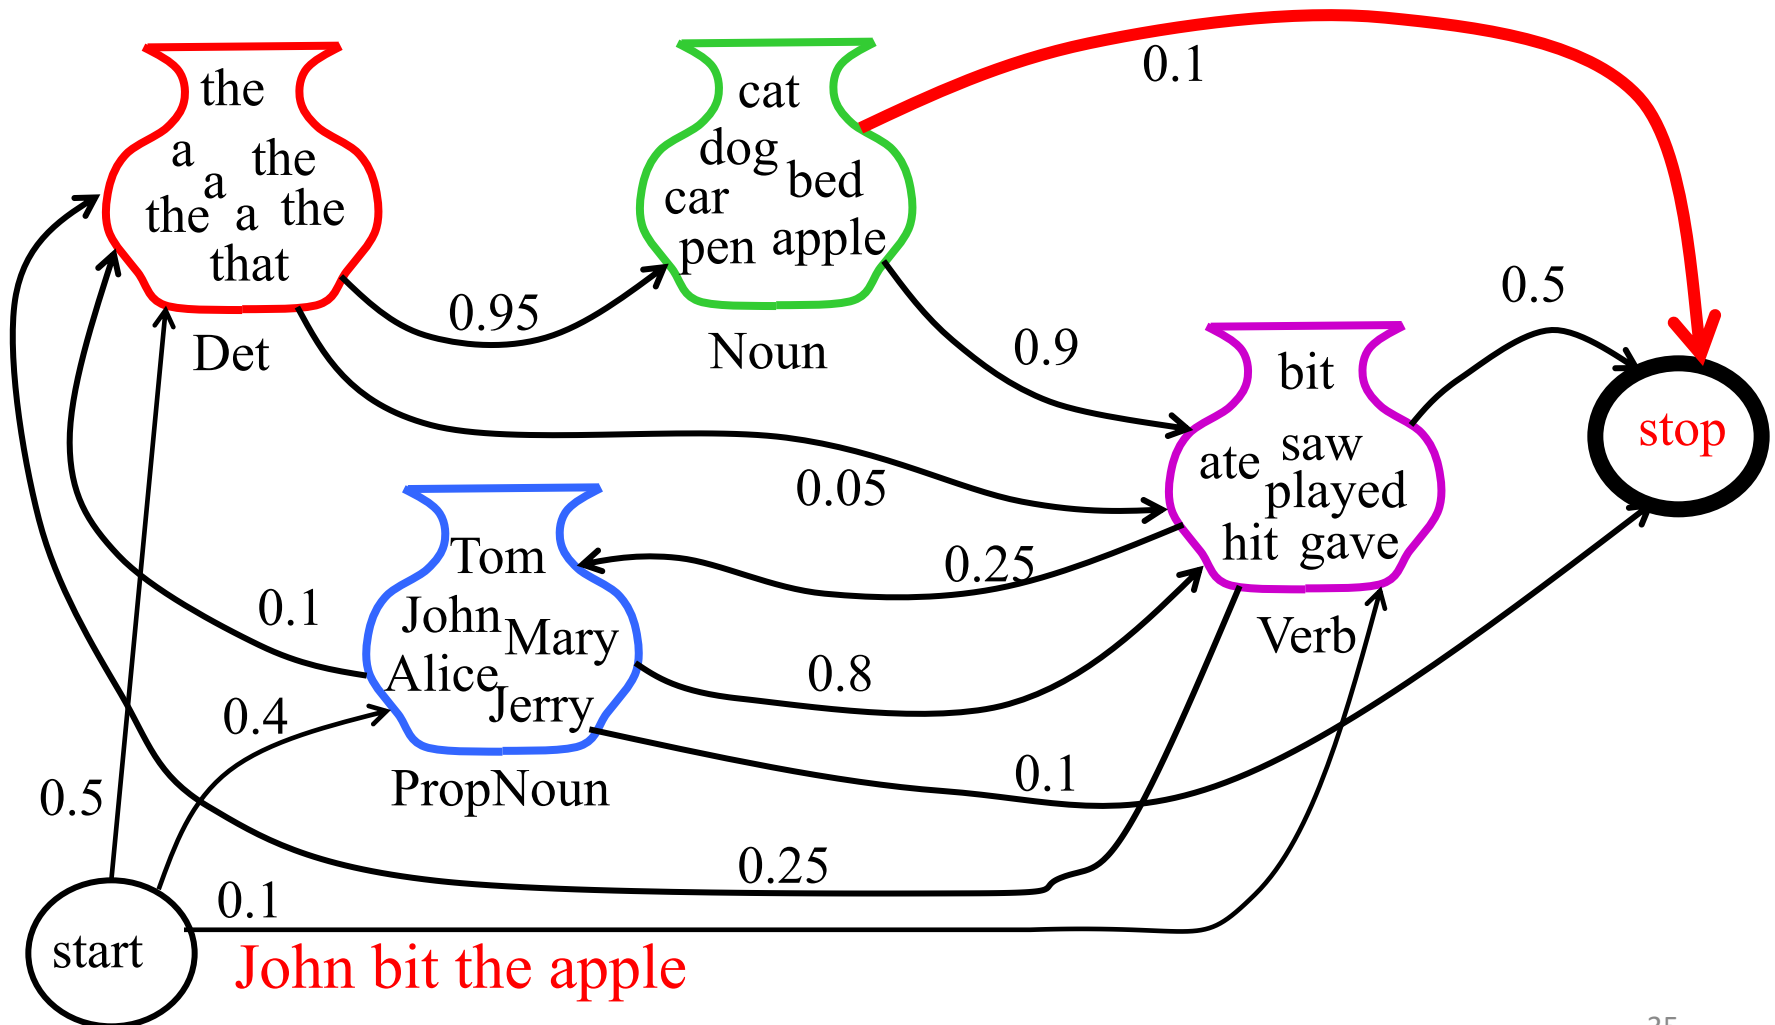 the
a
the
a
the
a
the
that
Det
cat
dog
bed
car
pen
apple
Noun
0.1
0.95
0.9
0.5
bit
saw
ate
played
hit
gave
Verb
stop
0.05
0.25
Tom
John
Mary
Alice
Jerry
PropNoun
0.1
0.8
0.4
0.5
0.1
0.25
0.1
start
John bit the apple